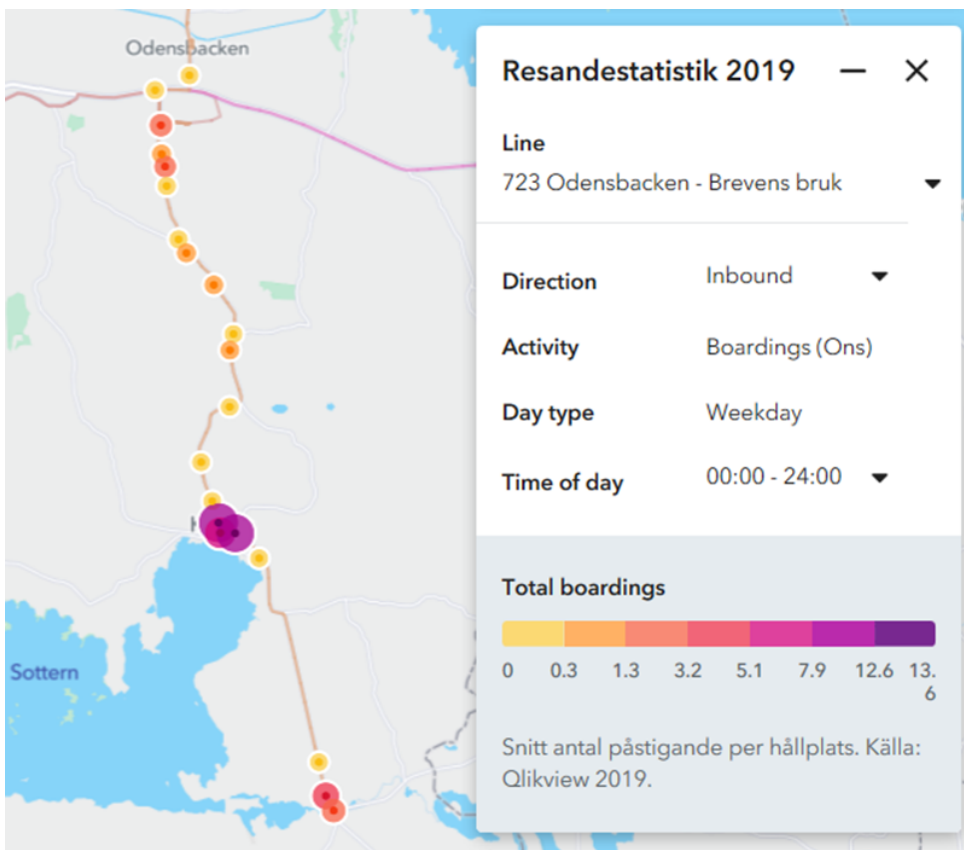 Odensbacken
Sottern
Resandestatistik 2019
Line
723 Odensbacken - Brevens bruk
Direction Inbound
Activity Boardings (Ons)
Day type Weekday
Time of day 00:00 - 24:00
Total boardings
0 0.3 1.3 3.2 5.1 7.9 12.6 13.
6
Snitt antal påstigande per hållplats. Källa:
Qlikview 2019.